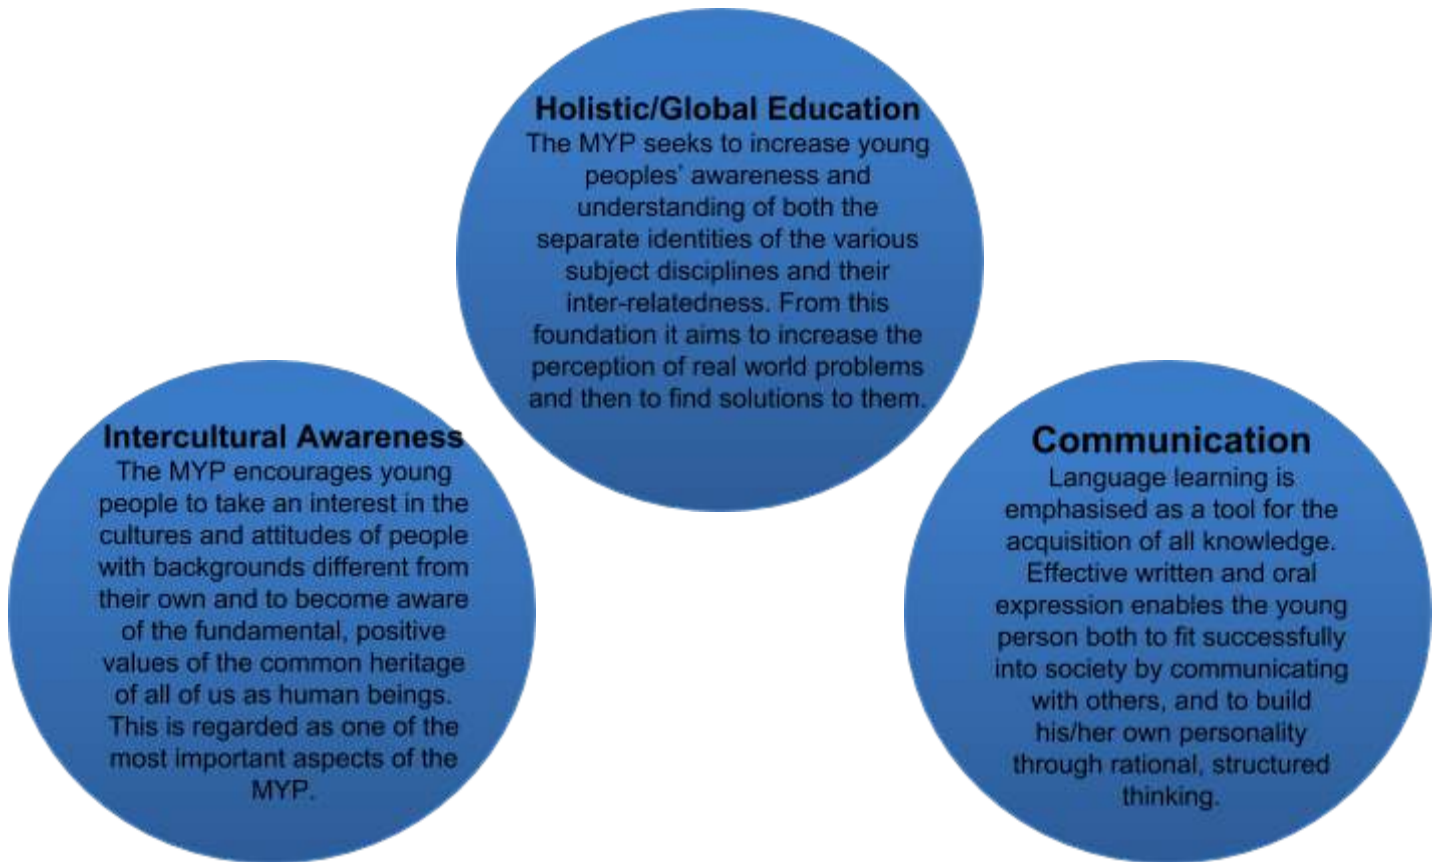 Holistic/Global Education
The MYP seeks to increase young
peoples' awareness and
understanding of both the
separate identities of the various
subject disciplines and their
inter-relatedness. From this
foundation it aims to increase the
perception of real world problems
and then to find solutions to them.
Intercultural Awareness
The MYP encourages young
people to take an interest in the
cultures and attitudes of people
with backgrounds different from
their own and to become aware
of the fundamental, positive
values of the common heritage
of all of us as human beings.
This is regarded as one of the
most important aspects of the
MYP.
Communication
Language learning is
emphasised as a tool for the
acquisition of all knowledge.
Effective written and oral
expression enables the young
person both to fit successfully
into society by communicating
with others, and to build
his/her own personality
through rational, structured
thinking.